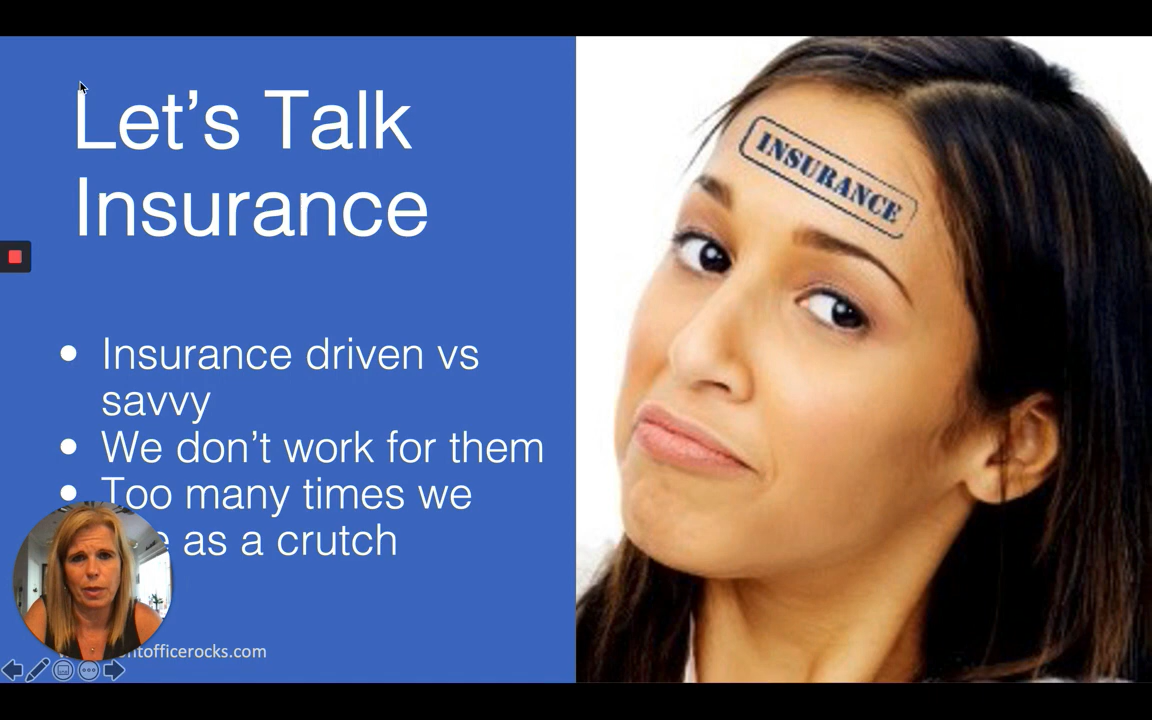 Let's Talk
Insurance
INSURANCE
• Insurance driven vs
savvy
• We don't work for them
• Too many times we
as a crutch
ntofficerocks.com